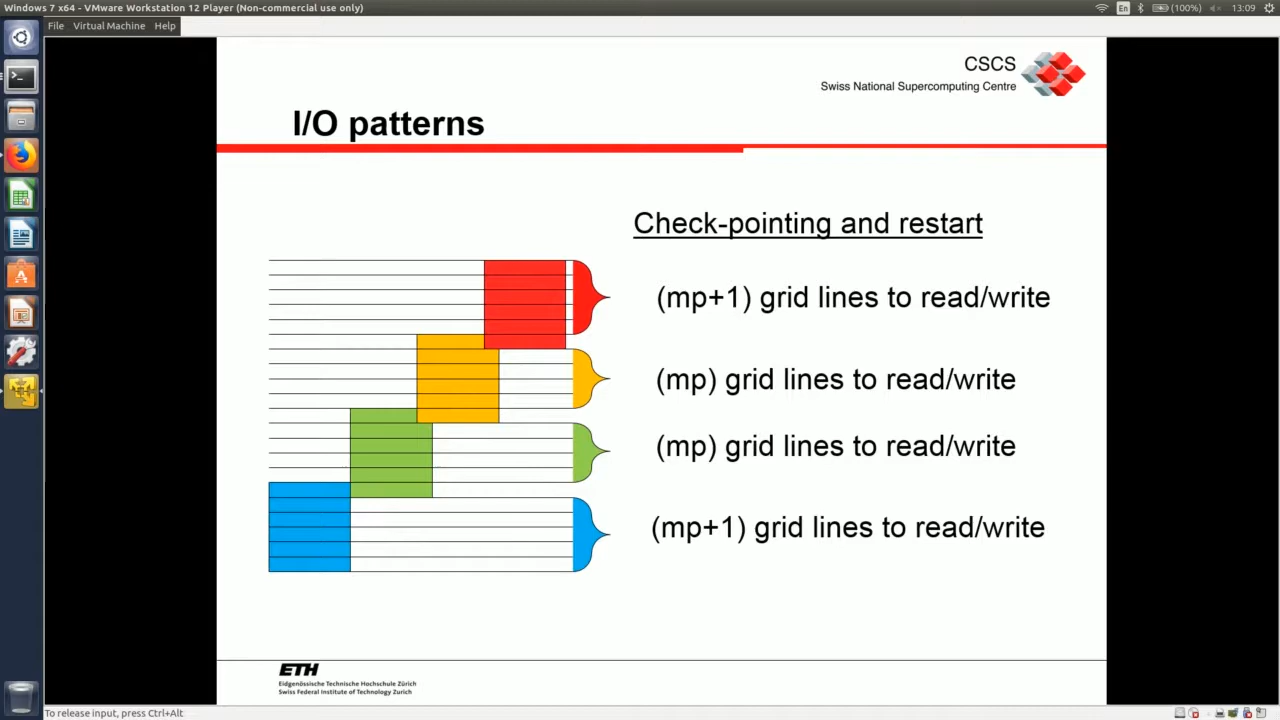 Windows 7 x64 - VMware Workstation 12 Player (Non-commercial use only)
En
(100%)
13:09
File Virtual Machine Help
CSCS
Swiss National Supercomputing Centre
I/O patterns
Check-pointing and restart
(mp+1) grid lines to read/write
(mp) grid lines to read/write
(mp) grid lines to read/write
(mp+1) grid lines to read/write
ETH
Eidgenössische Technische Hochschule Zürich
Swiss Federal Institute of Technology Zurich
To release input, press Ctrl+Alt